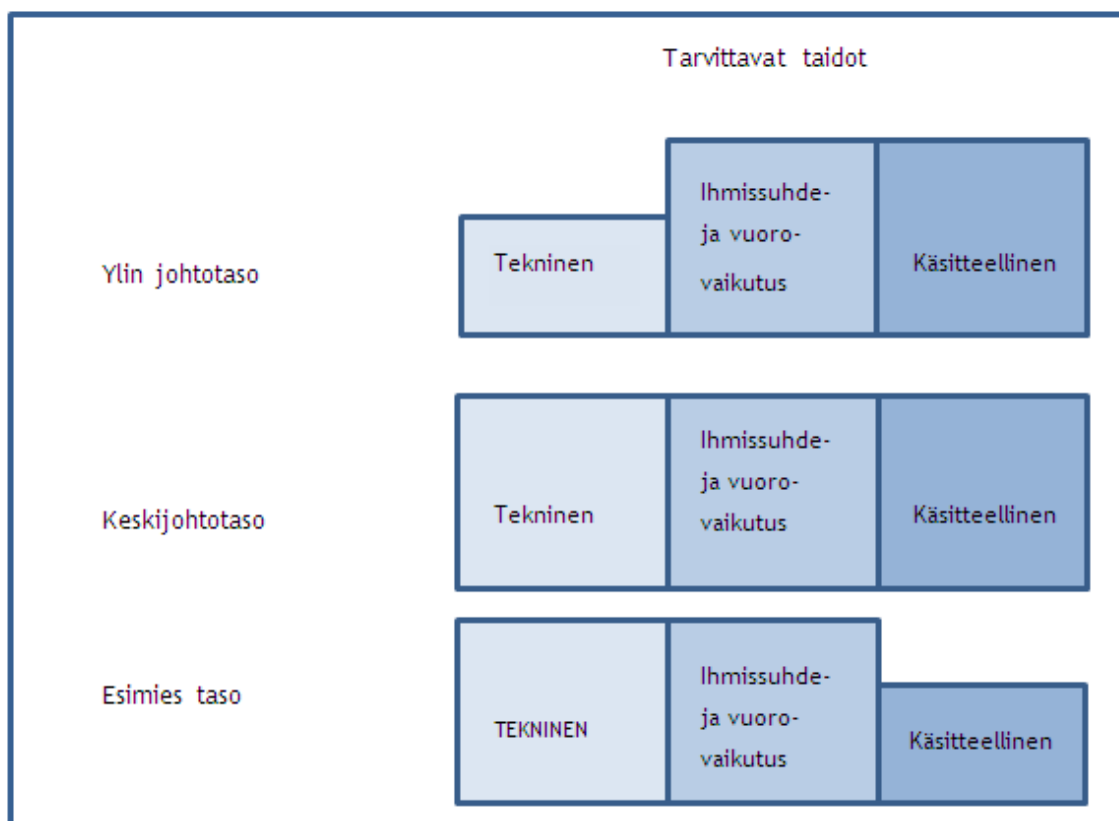 Tarvittavat taidot
Ylin johtotaso
Tekninen
Ihmissuhde-
ja vuoro-
vaikutus
Käsitteellinen
Keskijohtotaso
Tekninen
Ihmissuhde-
ja vuoro-
vaikutus
Käsitteellinen
Esimies taso
TEKNINEN
Ihmissuhde-
ja vuoro-
vaikutus
Käsitteellinen